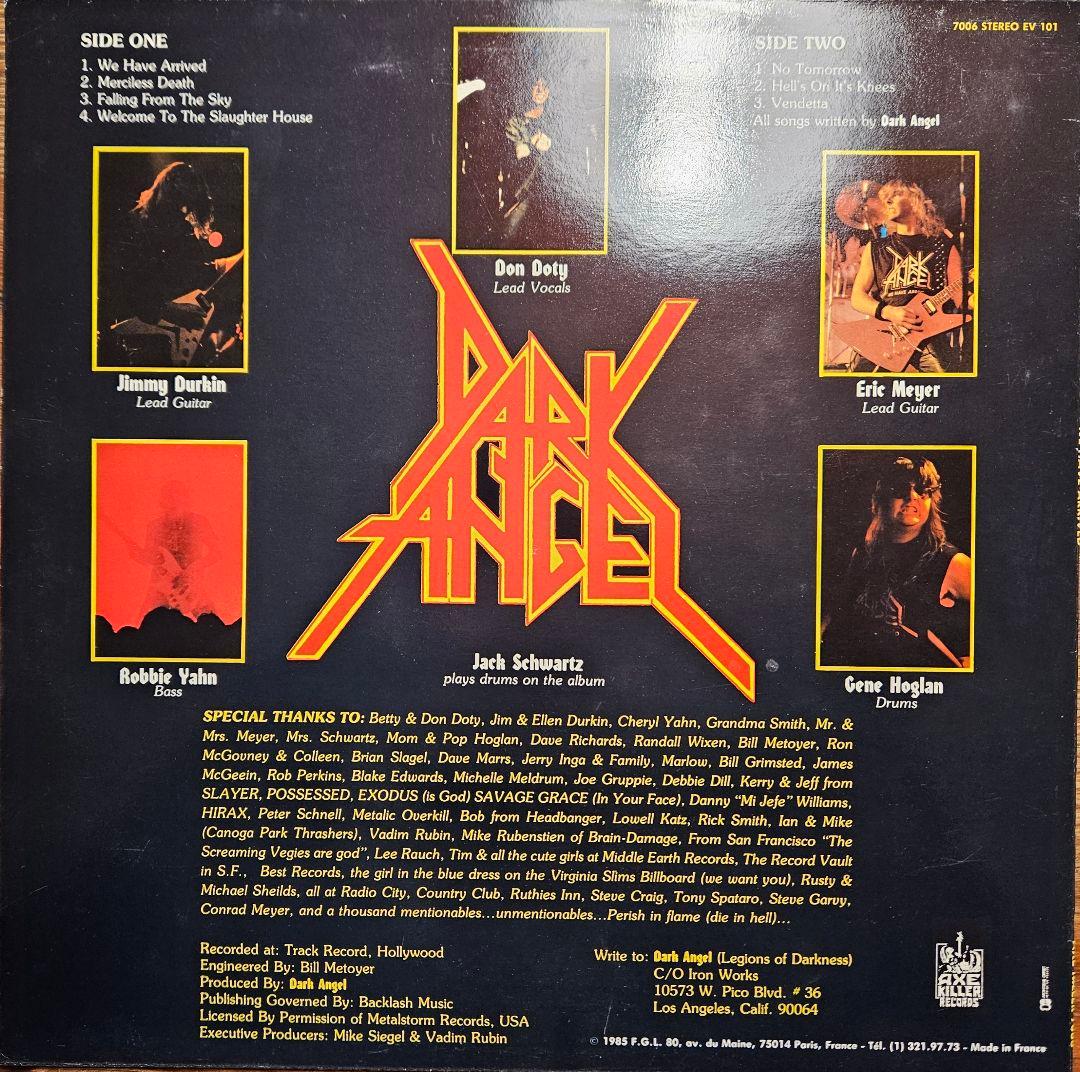 7006 STEREO EV 101
SIDE ONE
1. We Have Arrived
2. Merciless Death
3. Falling From The Sky
4. Welcome To The Slaughter House
SIDE TWO
1. No Tomorrow
2. Hell's On It's Knees
3. Vendetta
All songs written by Dark Angel
Don Doty
Lead Vocals
DARK
ANGEL
Jimmy Durkin
Lead Guitar
Eric Meyer
Lead Guitar
DARK
ANGEL
Robbie Yahn
Bass
Jack Schwartz
plays drums on the album
Gene Hoglan
Drums
SPECIAL THANKS TO: Betty & Don Doty, Jim & Ellen Durkin, Cheryl Yahn, Grandma Smith, Mr. &
Mrs. Meyer, Mrs. Schwartz, Mom & Pop Hoglan, Dave Richards, Randall Wixen, Bill Metoyer, Ron
McGovney & Colleen, Brian Slagel, Dave Marrs, Jerry Inga & Family, Marlow, Bill Grimsted, James
McGeein, Rob Perkins, Blake Edwards, Michelle Meldrum, Joe Gruppie, Debbie Dill, Kerry & Jeff from
SLAYER, POSSESSED, EXODUS (is God) SAVAGE GRACE (In Your Face), Danny “Mi Jefe” Williams,
HIRAX, Peter Schnell, Metalic Overkill, Bob from Headbanger, Lowell Katz, Rick Smith, Ian & Mike
(Canoga Park Thrashers), Vadim Rubin, Mike Rubenstien of Brain-Damage, From San Francisco “The
Screaming Vegies are god”, Lee Rauch, Tim & all the cute girls at Middle Earth Records, The Record Vault
in S.F., Best Records, the girl in the blue dress on the Virginia Slims Billboard (we want you), Rusty &
Michael Sheilds, all at Radio City, Country Club, Ruthies Inn, Steve Craig, Tony Spataro, Steve Garvy,
Conrad Meyer, and a thousand mentionables...unmentionables...Perish in flame (die in hell)...
Recorded at: Track Record, Hollywood
Engineered By: Bill Metoyer
Produced By: Dark Angel
Publishing Governed By: Backlash Music
Licensed By Permission of Metalstorm Records, USA
Executive Producers: Mike Siegel & Vadim Rubin
Write to: Dark Angel (Legions of Darkness)
C/O Iron Works
10573 W. Pico Blvd. # 36
Los Angeles, Calif. 90064
AXE
KILLER
RECORDS
© 1985 F.G.L. 80, av. du Maine, 75014 Paris, France - Tél. (1) 321.97.73 - Made in France